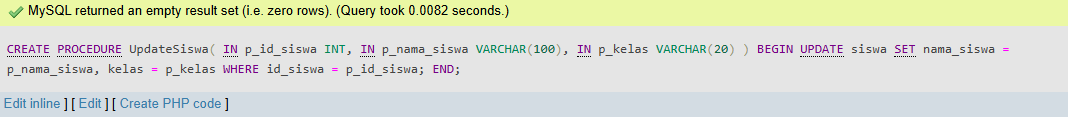 MySQL returned an empty result set (i.e. zero rows). (Query took 0.0082 seconds.)
CREATE PROCEDURE UpdateSiswa( IN p_id_siswa INT, IN p_nama_siswa VARCHAR(100), IN p_kelas VARCHAR(20) ) BEGIN UPDATE siswa SET nama_siswa =
p_nama_siswa, kelas = p_kelas WHERE id_siswa = p_id_siswa; END;
Edit inline ] [ Edit ] [ Create PHP code ]